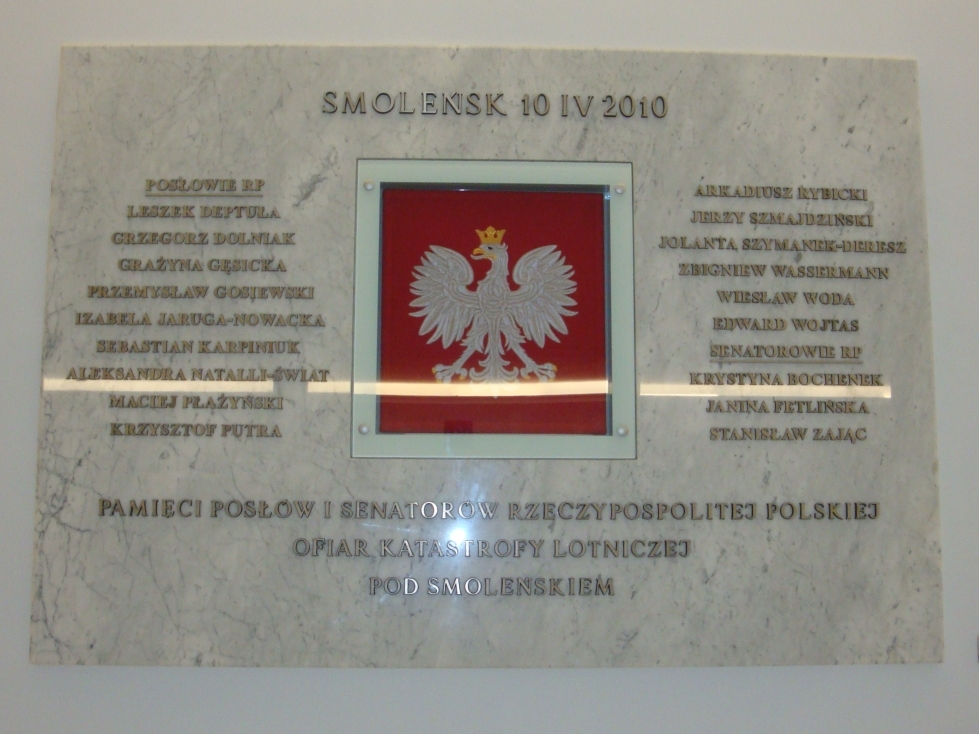 SMOLEŃSK 10 IV 2010
POSŁOWIE RP
LESZEK DEPTUŁA
GRZEGORZ DOLNIAK
GRAŻYNA GĘSICKA
PRZEMYSŁAW GOSIEWSKI
IZABELA JARUGA-NOWACKA
SEBASTIAN KARPINIUK
ALEKSANDRA NATALLI-ŚWIAT
MACIEJ PŁAŻYŃSKI
KRZYSZTOF PUTRA
ARKADIUSZ RYBICKI
JERZY SZMAJDZIŃSKI
JOLANTA SZYMANEK-DERESZ
ZBIGNIEW WASSERMANN
WIESŁAW WODA
EDWARD WOJTAS
SENATOROWIE RP
KRYSTYNA BOCHENEK
JANINA FETLIŃSKA
STANISŁAW ZAJĄC
PAMIĘCI POSŁÓW I SENATORÓW RZECZYPOSPOLITEJ POLSKIEJ
OFIAR KATASTROFY LOTNICZEJ
POD SMOLEŃSKIEM